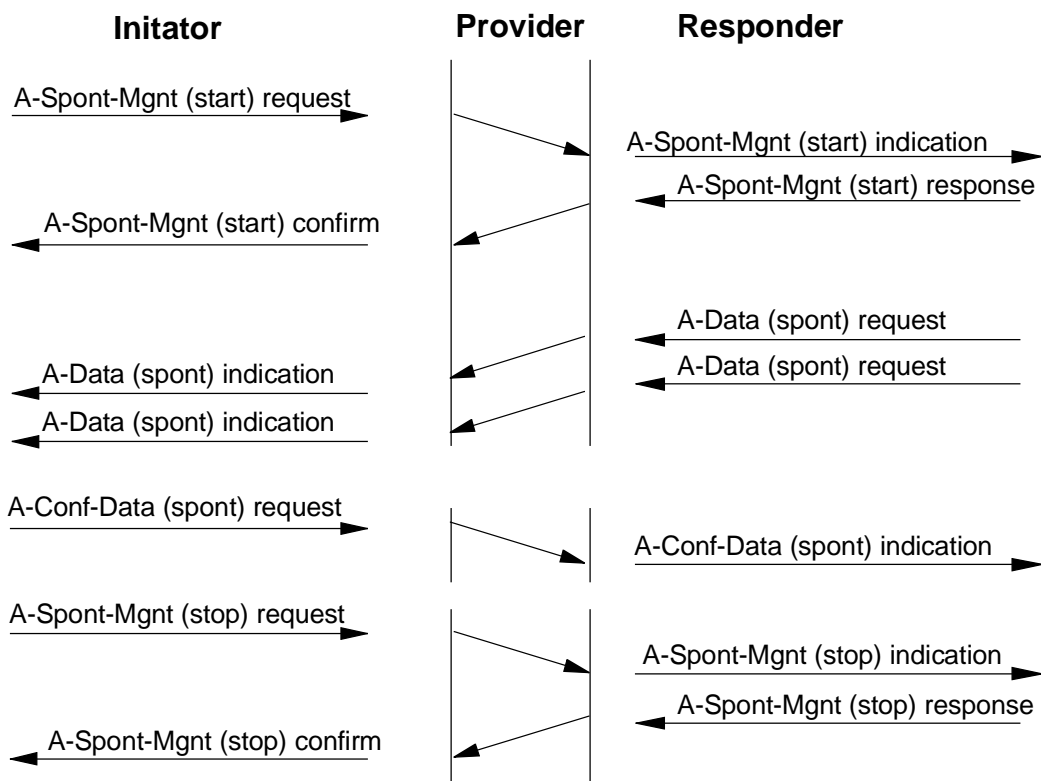 Initator
Provider
Responder
A-Spont-Mgnt (start) request
A-Spont-Mgnt (start) indication
A-Spont-Mgnt (start) response
A-Spont-Mgnt (start) confirm
A-Data (spont) request
A-Data (spont) request
A-Data (spont) indication
A-Data (spont) indication
A-Conf-Data (spont) request
A-Conf-Data (spont) indication
A-Spont-Mgnt (stop) request
A-Spont-Mgnt (stop) indication
A-Spont-Mgnt (stop) response
A-Spont-Mgnt (stop) confirm